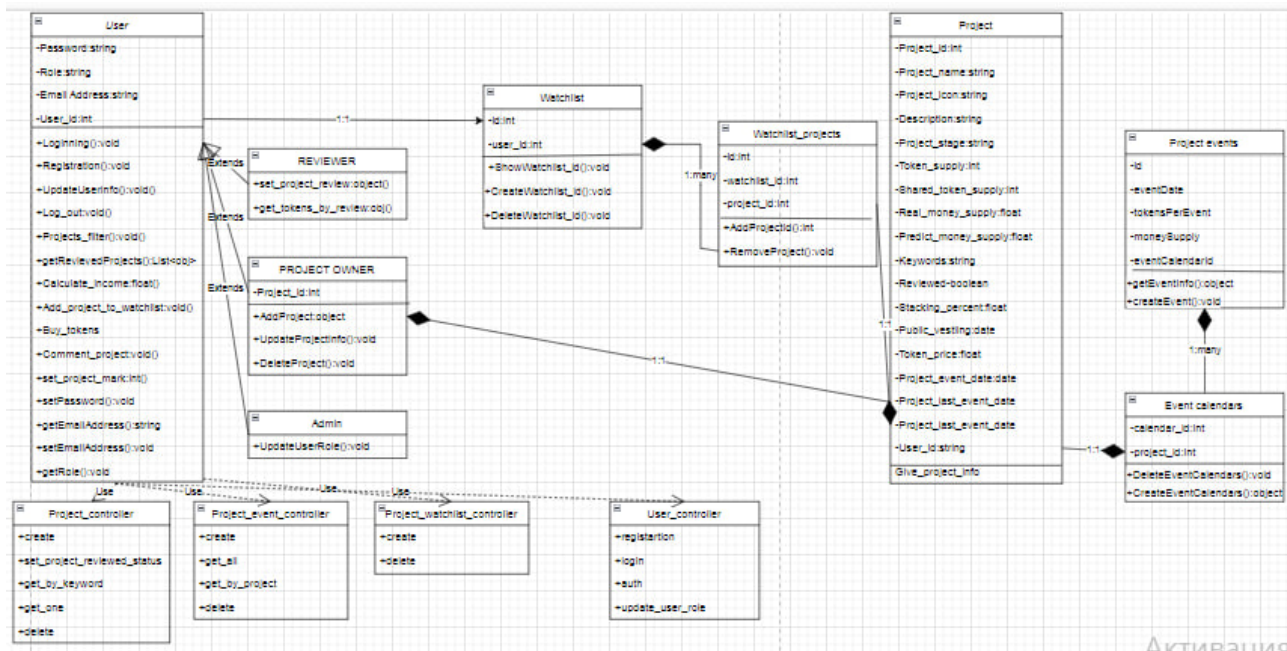 User
-Password:string
-Role:string
-Email Address:string
-User_id:int
+Loginning():void
+Registration():void
+UpdateUserinfo():void()
+Log_out:void()
+Projects_filter():void()
+getRevievedProjects():List<obj>
+Calculate_income:float()
+Add_project_to_watchlist:void()
+Buy_tokens
+Comment_project:void()
+set_project_mark:int()
+setPassword():void
+getEmailAddress():string
+setEmailAddress():void
+getRole():void
Extends
REVIEWER
+set_project_review:object()
+get_tokens_by_review:obj()
Extends
PROJECT OWNER
-Project_id:int
+AddProject:object
+UpdateProjectInfo():void
+DeleteProject():void
Extends
Admin
+UpdateUserRole():void
1:1
Watchlist
-id:int
-user_id:int
+ShowWatchlist_id():void
+CreateWatchlist_id():void
+DeleteWatchlist_id():void
1:many
Watchlist_projects
-id:int
-watchlist_id:int
-project_id:int
+AddProjectid():int
+RemoveProject():void
1:1
1:1
Project
-Project_id:int
-Project_name:string
-Project_icon:string
-Description:string
-Project_stage:string
-Token_supply:int
-Shared_token_supply:int
-Real_money_supply:float
-Predict_money_supply:float
-Keywords:string
-Reviewed-boolean
-Stacking_percent:float
-Public_vesting:date
-Token_price:float
-Project_event_date:date
-Project_last_event_date
-Project_last_event_date
-User_id:string
Give_project_info
Project events
-id
-eventDate
-tokensPerEvent
-moneySupply
-eventCalendarId
+getEventInfo():object
+createEvent():void
1:many
Event calendars
-calendar_id:int
-project_id:int
+DeleteEventCalendars():void
+CreateEventCalendars():object
1:1
Use
Use
Use
Use
Project_controller
+create
+set_project_reviewed_status
+get_by_keyword
+get_one
+delete
Project_event_controller
+create
+get_all
+get_by_project
+delete
Project_watchlist_controller
+create
+delete
User_controller
+registartion
+login
+auth
+update_user_role
Активация